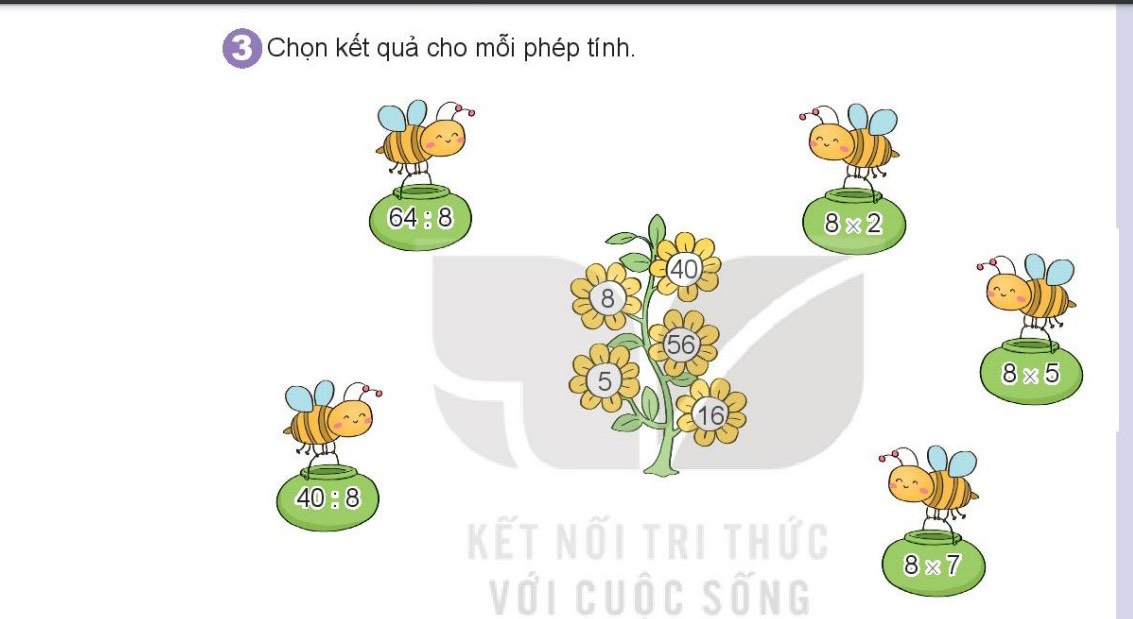 3 Chọn kết quả cho mỗi phép tính.
64 : 8
8 × 2
40
8
56
8 × 5
5
16
40 : 8
8 × 7
KẾT NỐI TRI THỨC
VỚI CUỘC SỐNG